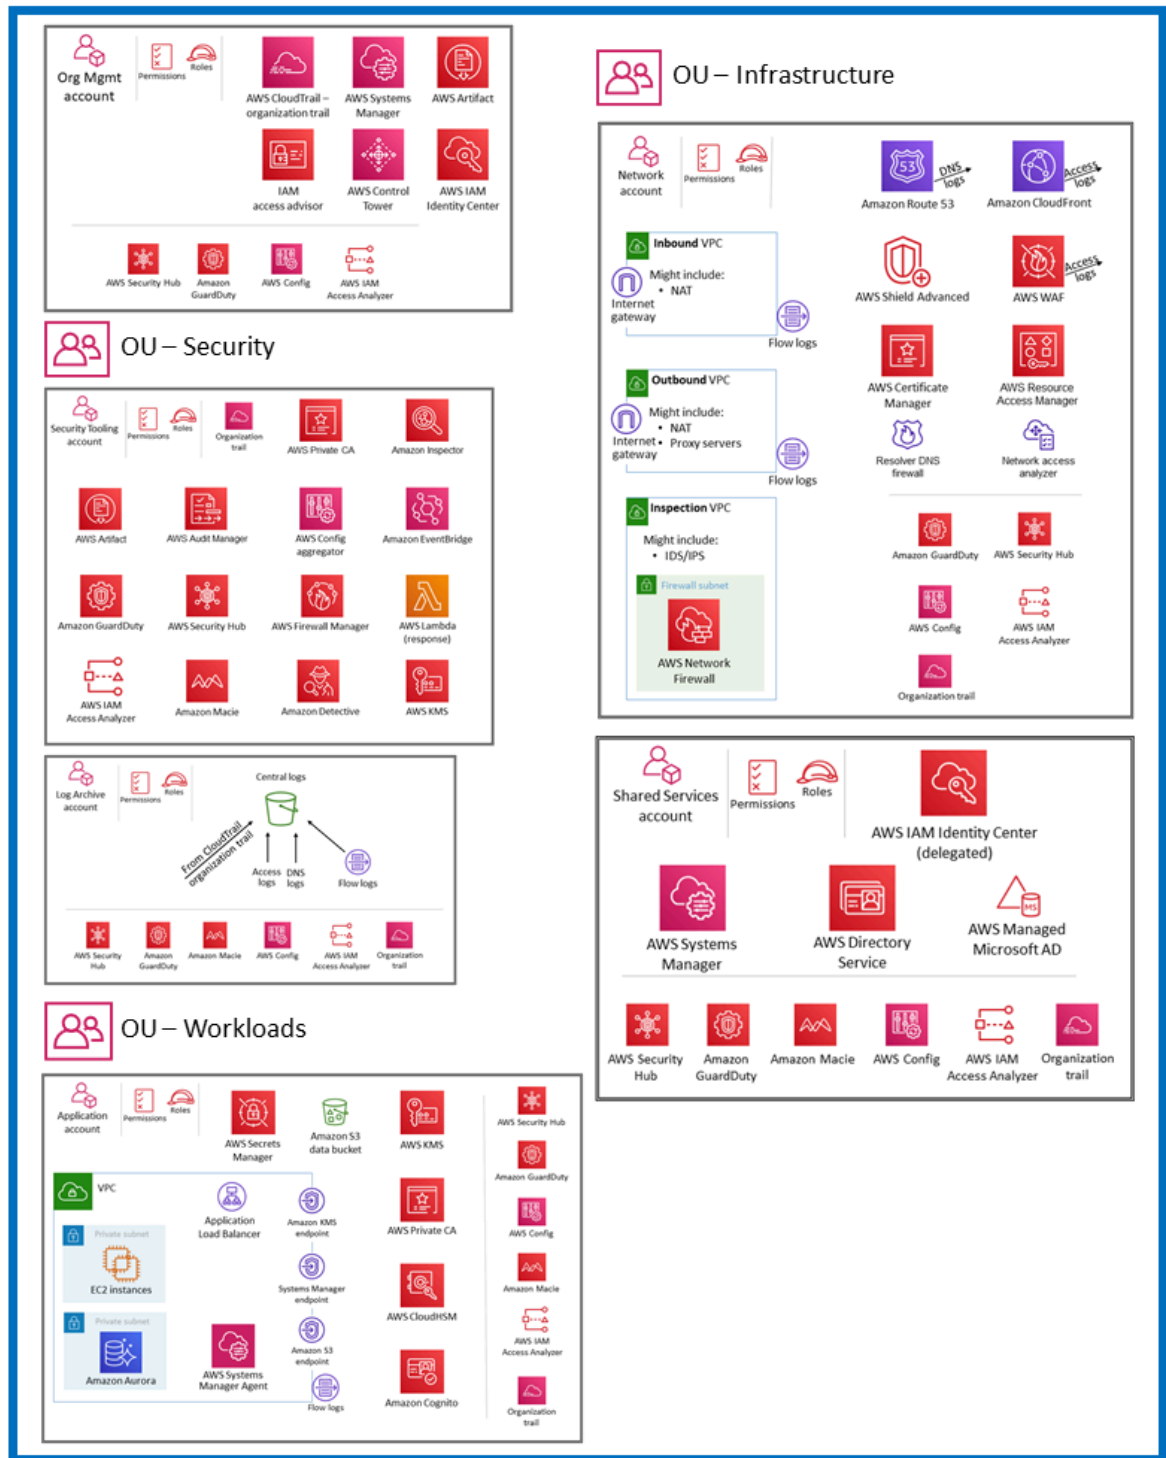 Org Mgmt
account
Permissions
Roles
AWS CloudTrail –
organization trail
AWS Systems
Manager
AWS Artifact
IAM
access advisor
AWS Control
Tower
AWS IAM
Identity Center
AWS Security Hub
Amazon
GuardDuty
AWS Config
AWS IAM
Access Analyzer
OU – Security
Security Tooling
account
Permissions
Roles
Organization
trail
AWS Private CA
Amazon Inspector
AWS Artifact
AWS Audit Manager
AWS Config
aggregator
Amazon EventBridge
Amazon GuardDuty
AWS Security Hub
AWS Firewall Manager
AWS Lambda
(response)
AWS IAM
Access Analyzer
Amazon Macie
Amazon Detective
AWS KMS
Log Archive
account
Permissions
Roles
Central logs
From CloudTrail
organization trail
Access
logs
DNS
logs
Flow logs
AWS Security
Hub
Amazon
GuardDuty
Amazon Macie
AWS Config
AWS IAM
Access Analyzer
Organization
trail
OU – Workloads
Application
account
Permissions
Roles
AWS Secrets
Manager
Amazon S3
data bucket
AWS KMS
VPC
Application
Load Balancer
Amazon KMS
endpoint
AWS Private CA
Private subnet
EC2 instances
Systems Manager
endpoint
AWS CloudHSM
Private subnet
Amazon Aurora
AWS Systems
Manager Agent
Amazon S3
endpoint
Flow logs
Amazon Cognito
AWS Security Hub
Amazon GuardDuty
AWS Config
Amazon Macie
AWS IAM
Access Analyzer
Organization
trail
OU – Infrastructure
Network
account
Permissions
Roles
53
DNS
logs
Amazon Route 53
Access
logs
Amazon CloudFront
Inbound VPC
Might include:
• NAT
Internet
gateway
Flow logs
AWS Shield Advanced
Access
logs
AWS WAF
Outbound VPC
Might include:
• NAT
• Proxy servers
Internet
gateway
Flow logs
AWS Certificate
Manager
AWS Resource
Access Manager
Resolver DNS
firewall
Network access
analyzer
Inspection VPC
Might include:
• IDS/IPS
Firewall subnet
AWS Network
Firewall
Amazon GuardDuty
AWS Security Hub
AWS Config
AWS IAM
Access Analyzer
Organization trail
Shared Services
account
Permissions
Roles
AWS IAM Identity Center
(delegated)
AWS Systems
Manager
AWS Directory
Service
MS
AWS Managed
Microsoft AD
AWS Security
Hub
Amazon
GuardDuty
Amazon Macie
AWS Config
AWS IAM
Access Analyzer
Organization
trail